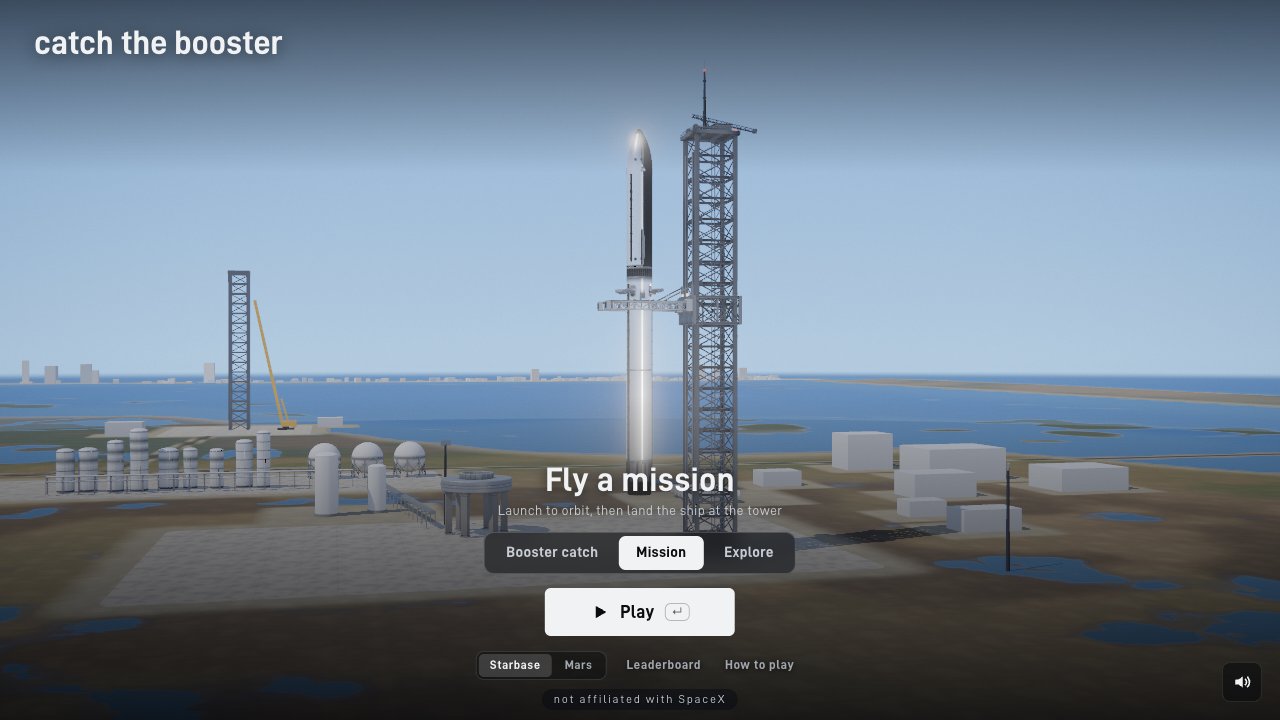 catch the booster
Fly a mission
Launch to orbit, then land the ship at the tower
Booster catch Mission Explore
Play ↵
Starbase Mars Leaderboard How to play
not affiliated with SpaceX